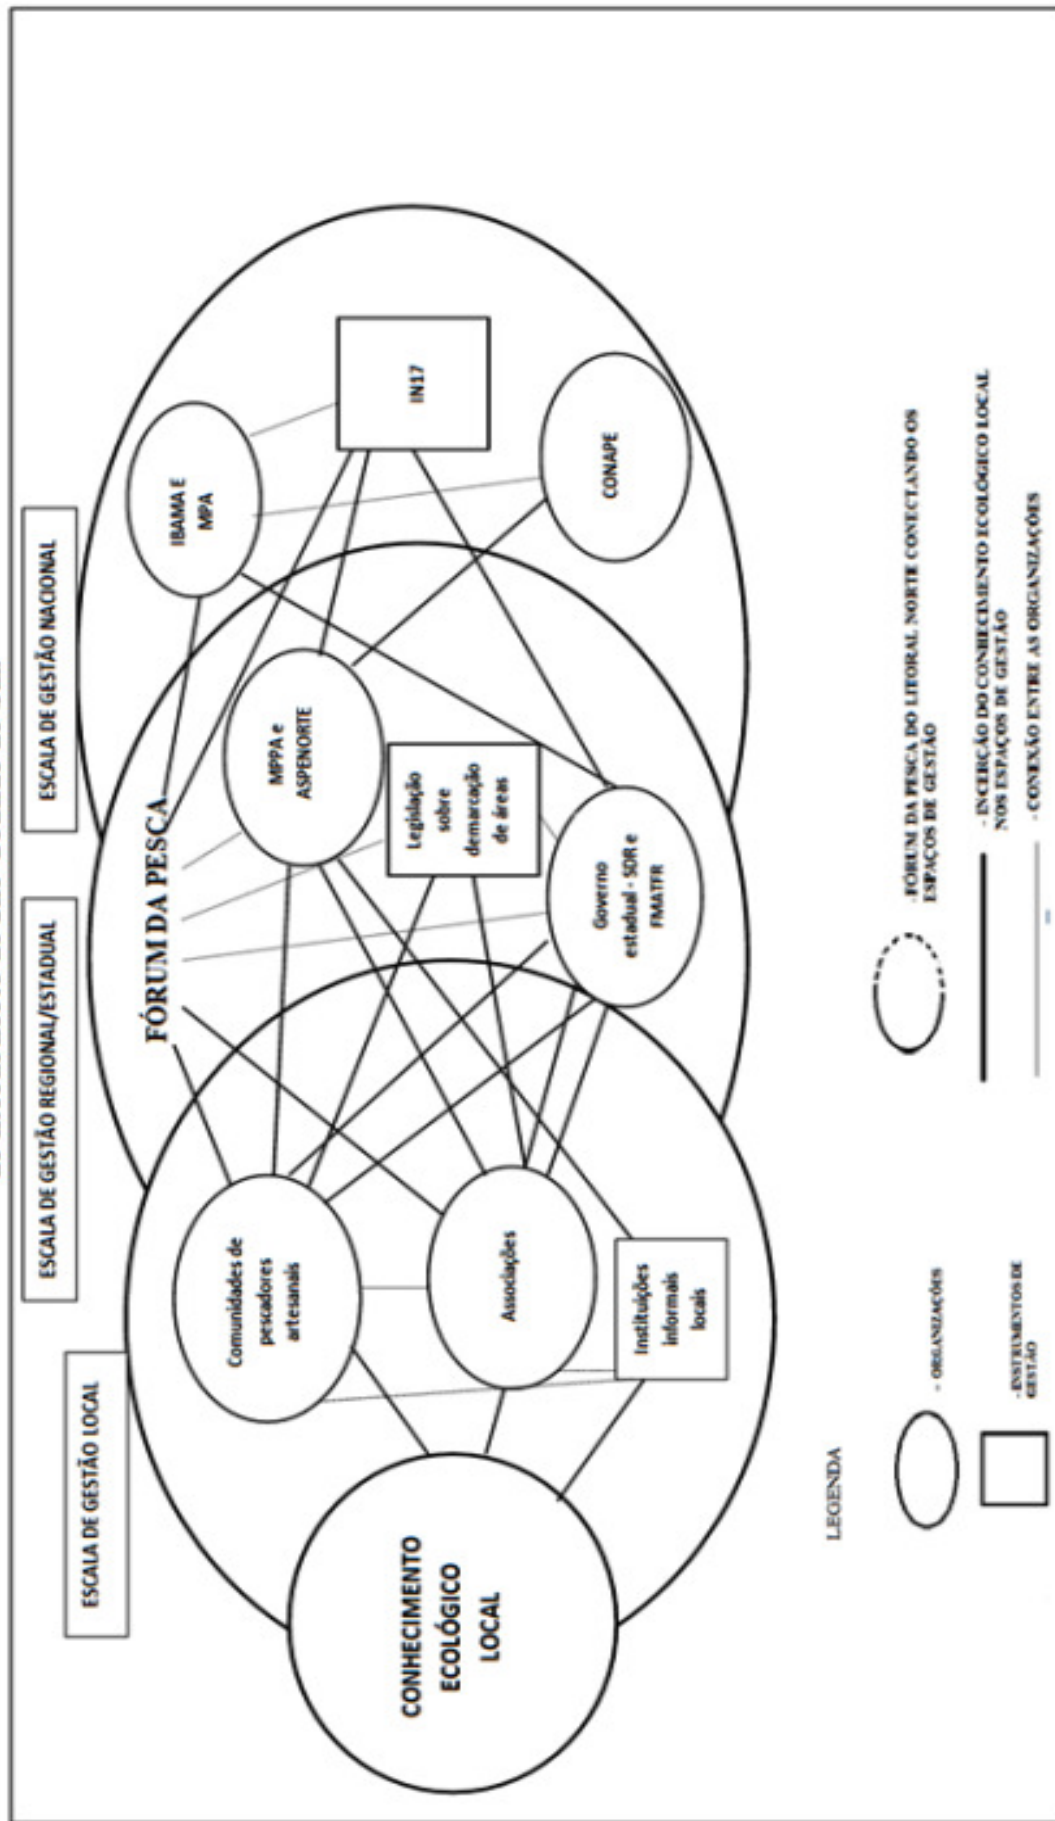 ESCALA DE GESTÃO LOCAL
ESCALA DE GESTÃO REGIONAL/ESTADUAL
ESCALA DE GESTÃO NACIONAL
FÓRUM DA PESCA
CONHECIMENTO
ECOLÓGICO
LOCAL
Comunidades de
pescadores
artesanais
Associações
Instituições
informais
locais
MPPA e
ASPENORTE
Legislação
sobre
demarcação
de áreas
Governo
estadual - SDR e
FMATFR
IBAMA E
MPA
IN17
CONAPE
LEGENDA
- ORGANIZAÇÕES
- INSTRUMENTOS DE
GESTÃO
- FÓRUM DA PESCA DO LITORAL NORTE CONECTANDO OS
ESPAÇOS DE GESTÃO
- INCERÇÃO DO CONHECIMENTO ECOLÓGICO LOCAL
NOS ESPAÇOS DE GESTÃO
- CONEXÃO ENTRE AS ORGANIZAÇÕES